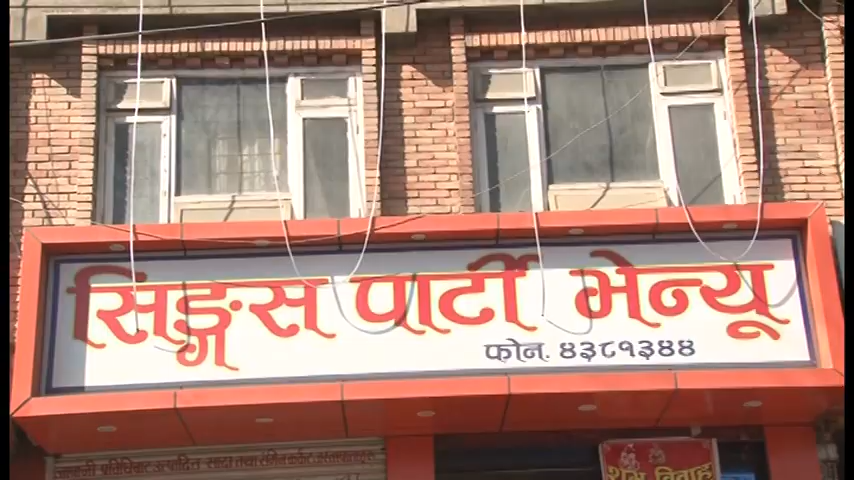 सिङ्गस पार्टी भेन्यू
फोन. ४३८१३४४
शुभ विवाह